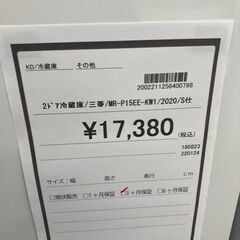 KD/冷蔵庫 その他
2002211256400798
2ﾄﾞｱ冷蔵庫/三菱/MR-P15EE-KW1/2020/S仕
¥17,380(税込)
180823
220124
サイズ：幅 高さ 奥行 cm
□現状販売 □1ヶ月保証 □3ヶ月保証 □6ヶ月保証